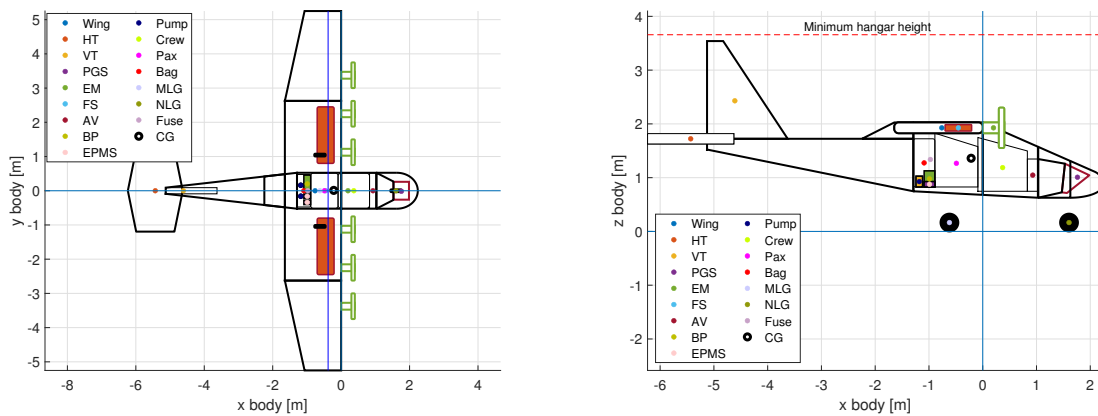 Wing Pump
HT Crew
VT Pax
PGS Bag
EM MLG
FS NLG
AV Fuse
BP CG
EPMS
5
4
3
2
1
0
-1
-2
-3
-4
-5
y body [m]
-8 -6 -4 -2 0 2 4
x body [m]
Minimum hangar height
4
3
2
1
0
-1
-2
z body [m]
Wing Pump
HT Crew
VT Pax
PGS Bag
EM MLG
FS NLG
AV Fuse
BP CG
EPMS
-6 -5 -4 -3 -2 -1 0 1 2
x body [m]